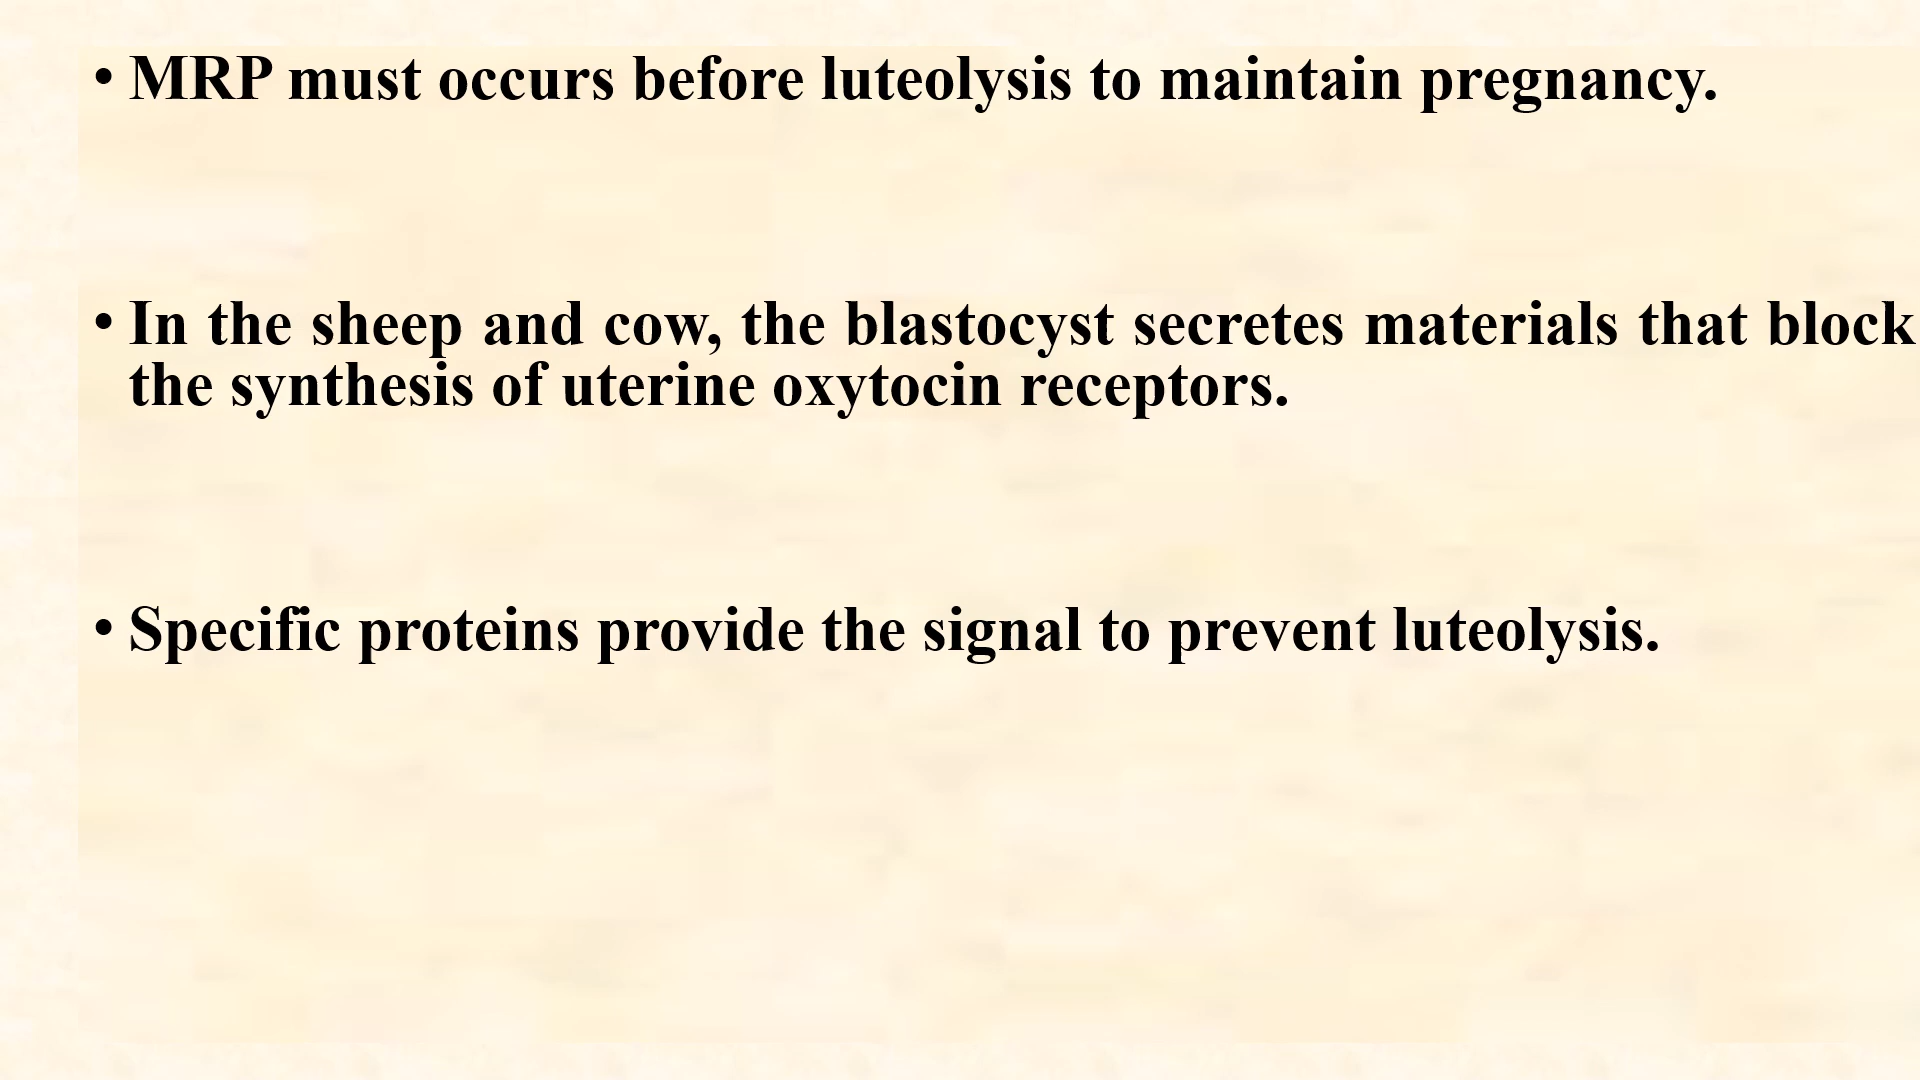 • MRP must occurs before luteolysis to maintain pregnancy.
• In the sheep and cow, the blastocyst secretes materials that block
the synthesis of uterine oxytocin receptors.
• Specific proteins provide the signal to prevent luteolysis.